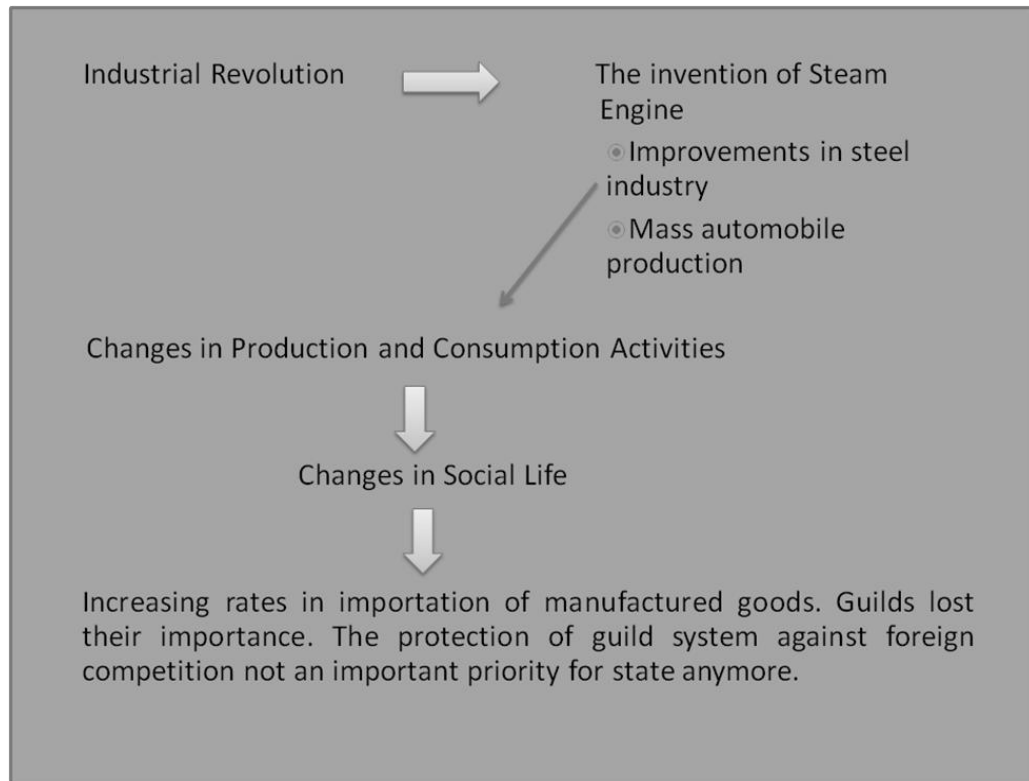 Industrial Revolution
The invention of Steam
Engine
Improvements in steel
industry
Mass automobile
production
Changes in Production and Consumption Activities
Changes in Social Life
Increasing rates in importation of manufactured goods. Guilds lost
their importance. The protection of guild system against foreign
competition not an important priority for state anymore.